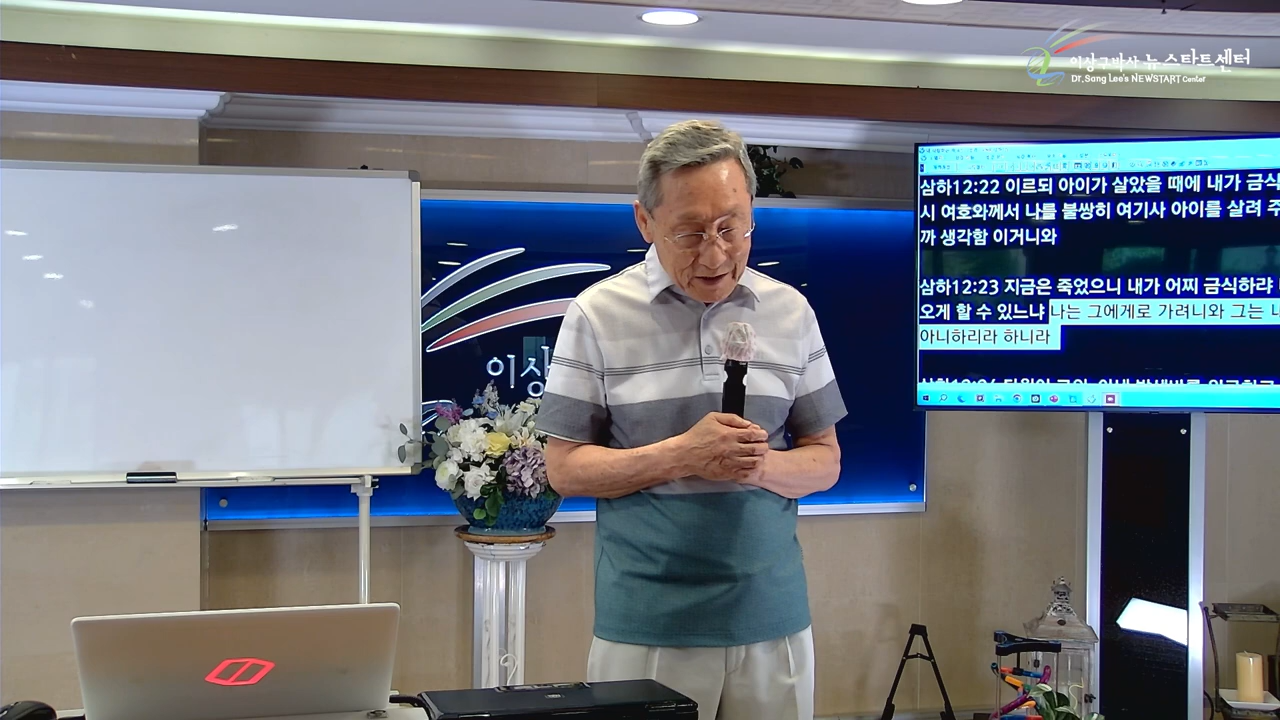 이상구박사 뉴스타트센터
Dr.Sang Lee's NEWSTART Center
삼하12:22 이르되 아이가 살았을 때에 내가 금식
시 여호와께서 나를 불쌍히 여기사 아이를 살려 주
까 생각함 이거니와
삼하12:23 지금은 죽었으니 내가 어찌 금식하랴
오게 할 수 있느냐 나는 그에게로 가려니와 그는
아니하리라 하니라
이상